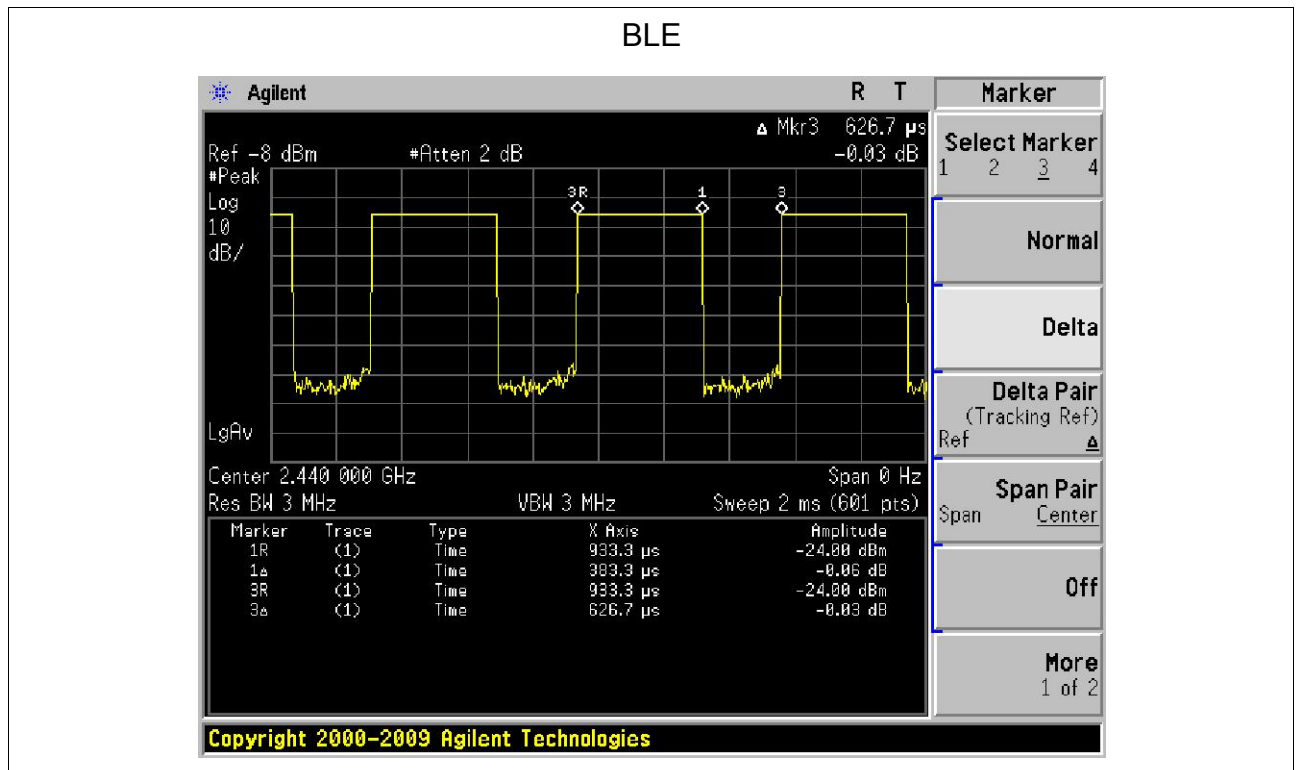 BLE
Agilent R T Marker
Δ Mkr3 626.7 µs
Ref -8 dBm #Atten 2 dB -0.03 dB
#Peak
Log
10
dB/
3R 1 3
LgAv
Center 2.440 000 GHz Span 0 Hz
Res BW 3 MHz VBW 3 MHz Sweep 2 ms (601 pts)
Marker Trace Type X Axis Amplitude
1R (1) Time 933.3 µs -24.00 dBm
1Δ (1) Time 383.3 µs -0.06 dB
3R (1) Time 933.3 µs -24.00 dBm
3Δ (1) Time 626.7 µs -0.03 dB
Select Marker
1 2 3 4
Normal
Delta
Delta Pair
(Tracking Ref)
Ref Δ
Span Pair
Span Center
Off
More
1 of 2
Copyright 2000-2009 Agilent Technologies